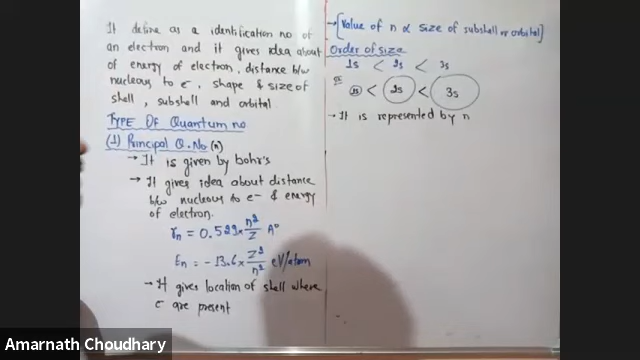 It define as a identification no of
an electron and it gives idea about
of energy of electron, distance b/w
nucleous to e-, shape & size of
shell, subshell and orbital.
TYPE OF Quantum no
(1) Principal Q.No (n)
→ It is given by bohr's
→ It gives idea about distance
b/w nucleous to e- & energy
of electron.
rn = 0.529 x n²/Z A°
En = -13.6 x Z²/n² eV/atom
→ It gives location of shell where
e- are present
→ [Value of n ∝ size of subshell or orbital]
Order of size
1s < 2s < 3s
or
1s < 2s < 3s
→ It is represented by n
Amarnath Choudhary